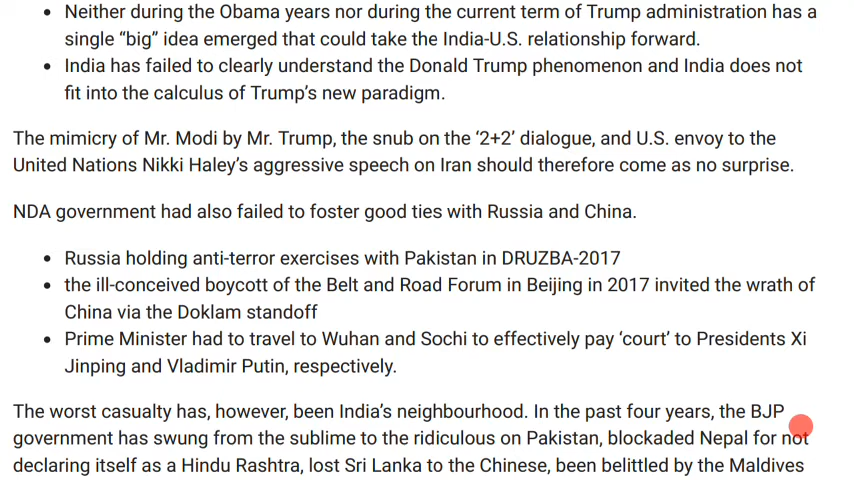 • Neither during the Obama years nor during the current term of Trump administration has a
single “big” idea emerged that could take the India-U.S. relationship forward.
• India has failed to clearly understand the Donald Trump phenomenon and India does not
fit into the calculus of Trump’s new paradigm.
The mimicry of Mr. Modi by Mr. Trump, the snub on the ‘2+2’ dialogue, and U.S. envoy to the
United Nations Nikki Haley’s aggressive speech on Iran should therefore come as no surprise.
NDA government had also failed to foster good ties with Russia and China.
• Russia holding anti-terror exercises with Pakistan in DRUZBA-2017
• the ill-conceived boycott of the Belt and Road Forum in Beijing in 2017 invited the wrath of
China via the Doklam standoff
• Prime Minister had to travel to Wuhan and Sochi to effectively pay ‘court’ to Presidents Xi
Jinping and Vladimir Putin, respectively.
The worst casualty has, however, been India’s neighbourhood. In the past four years, the BJP
government has swung from the sublime to the ridiculous on Pakistan, blockaded Nepal for not
declaring itself as a Hindu Rashtra, lost Sri Lanka to the Chinese, been belittled by the Maldives